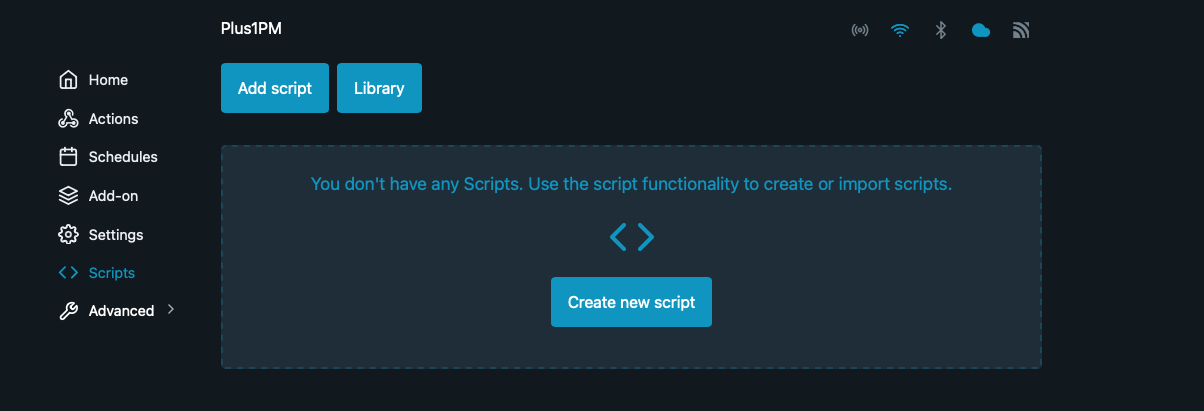 Plus1PM
Home
Actions
Schedules
Add-on
Settings
Scripts
Advanced
Add script
Library
You don't have any Scripts. Use the script functionality to create or import scripts.
Create new script